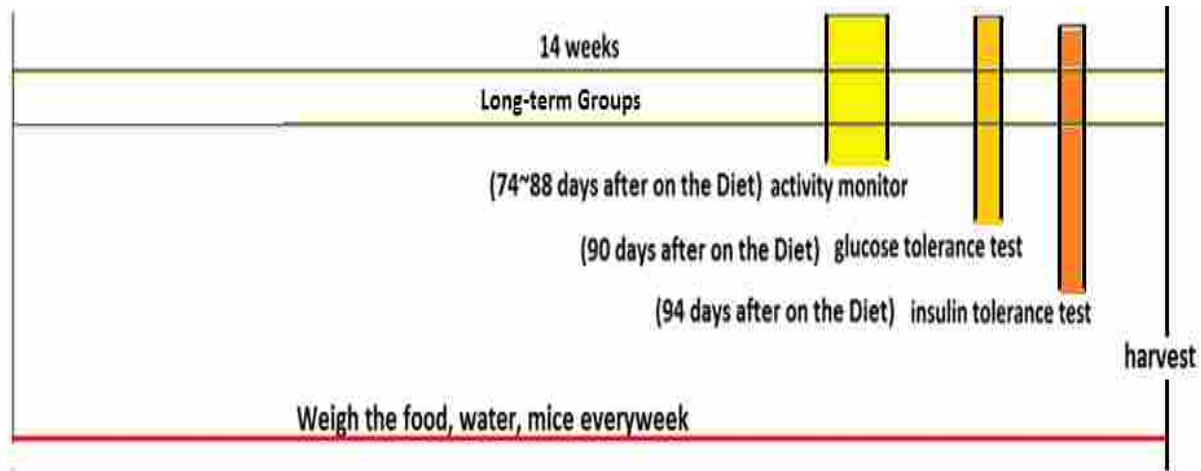 14 weeks
Long-term Groups
(74~88 days after on the Diet) activity monitor
(90 days after on the Diet) glucose tolerance test
(94 days after on the Diet) insulin tolerance test
harvest
Weigh the food, water, mice everyweek